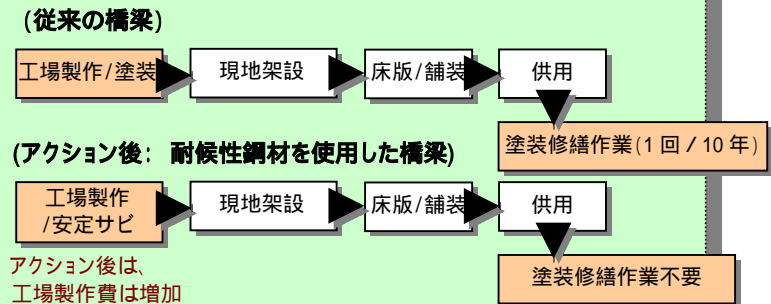 (従来の橋梁)
工場製作/塗装
現地架設
床版/舗装
供用
塗装修繕作業(1回/10年)
(アクション後: 耐候性鋼材を使用した橋梁)
工場製作
/安定サビ
現地架設
床版/舗装
供用
塗装修繕作業不要
アクション後は、
工場製作費は増加